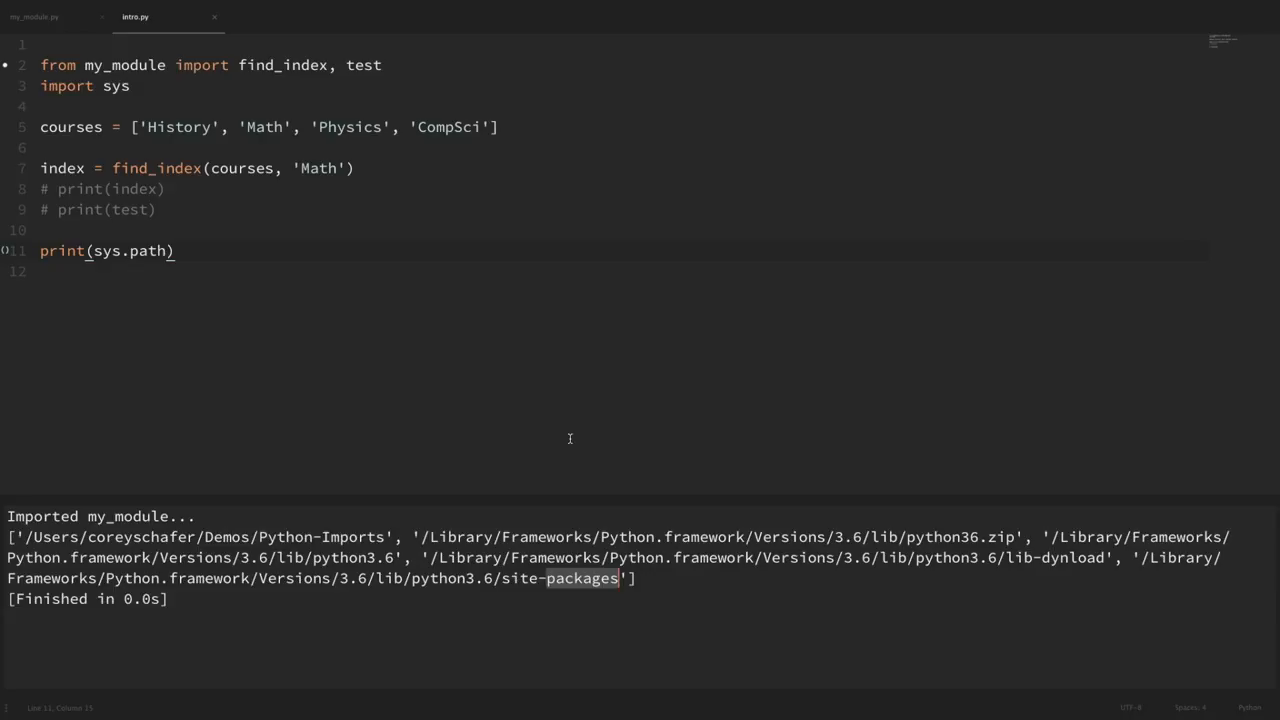 my_module.py × intro.py ×
1
2 from my_module import find_index, test
3 import sys
4
5 courses = ['History', 'Math', 'Physics', 'CompSci']
6
7 index = find_index(courses, 'Math')
8 # print(index)
9 # print(test)
10
11 print(sys.path)
12
Imported my_module...
['/Users/coreyschafer/Demos/Python-Imports', '/Library/Frameworks/Python.framework/Versions/3.6/lib/python36.zip', '/Library/Frameworks/
Python.framework/Versions/3.6/lib/python3.6', '/Library/Frameworks/Python.framework/Versions/3.6/lib/python3.6/lib-dynload', '/Library/
Frameworks/Python.framework/Versions/3.6/lib/python3.6/site-packages']
[Finished in 0.0s]
Line 11, Column 15 UTF-8 Spaces: 4 Python